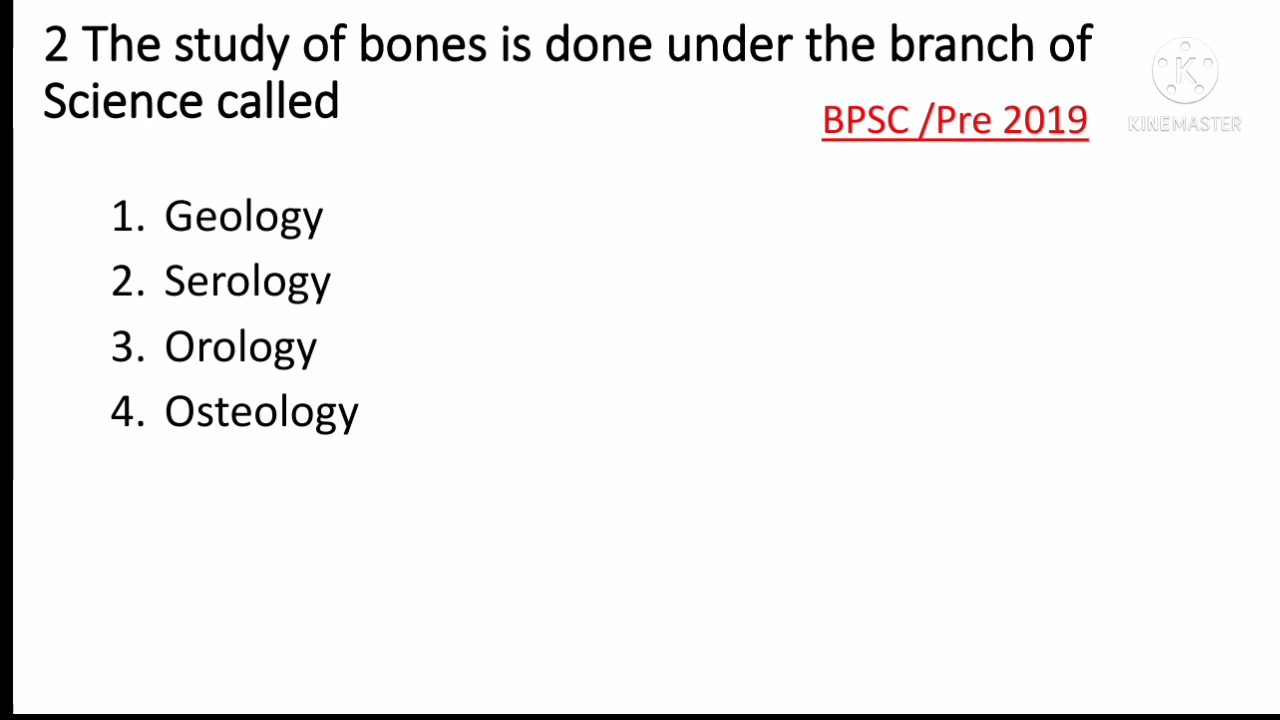 2 The study of bones is done under the branch of
Science called
BPSC /Pre 2019
K
KINEMASTER
1. Geology
2. Serology
3. Orology
4. Osteology